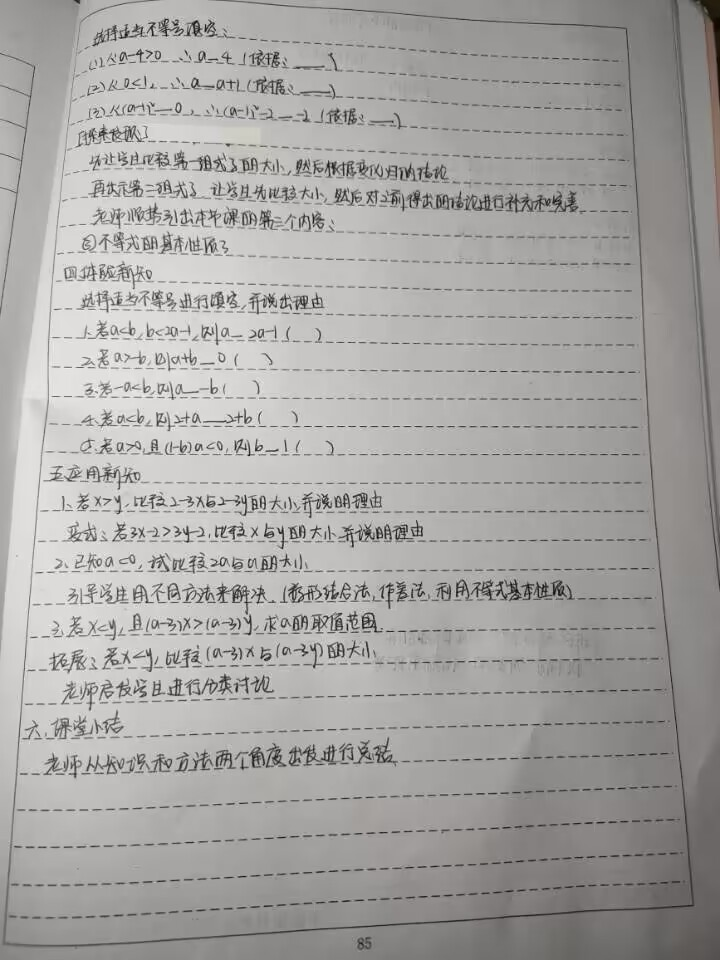 选择适当不等号填空：
(1)∵a-4>0 ∴a__4 (依据：____)
(2)∵0<1, ∴a__a+1 (依据：____)
(3)∵(a-1)²__0, ∴(a-1)²-2__-2 (依据：____)
[探索发现]
先让学生比较第一组式子的大小,然后根据变化归纳结论
再出示第二组式子 让学生先比较大小,然后对之前得出的结论进行补充和完善
老师顺势引出本节课的第三个内容：
③不等式的基本性质3
四.体验新知
选择适当不等号进行填空,并说出理由
1.若a<b, b<2a-1,则a__2a-1 ( )
2.若a>-b,则a+b__0 ( )
3.若-a<b,则a__-b ( )
4.若a<b,则2+a__2+b ( )
5.若a>0,且(1-b)a<0,则b__1 ( )
五.应用新知
1.若x>y,比较2-3x与2-3y的大小,并说明理由
变式：若3x-2>3y-2,比较x与y的大小,并说明理由
2.已知a<0,试比较2a与a的大小
引导学生用不同方法来解决.(数形结合法,作差法,利用不等式基本性质)
3.若x<y,且(a-3)x>(a-3)y,求a的取值范围
拓展：若x<y,比较(a-3)x与(a-3y)的大小
老师启发学生进行分类讨论
六.课堂小结
老师从知识和方法两个角度出发进行总结
85